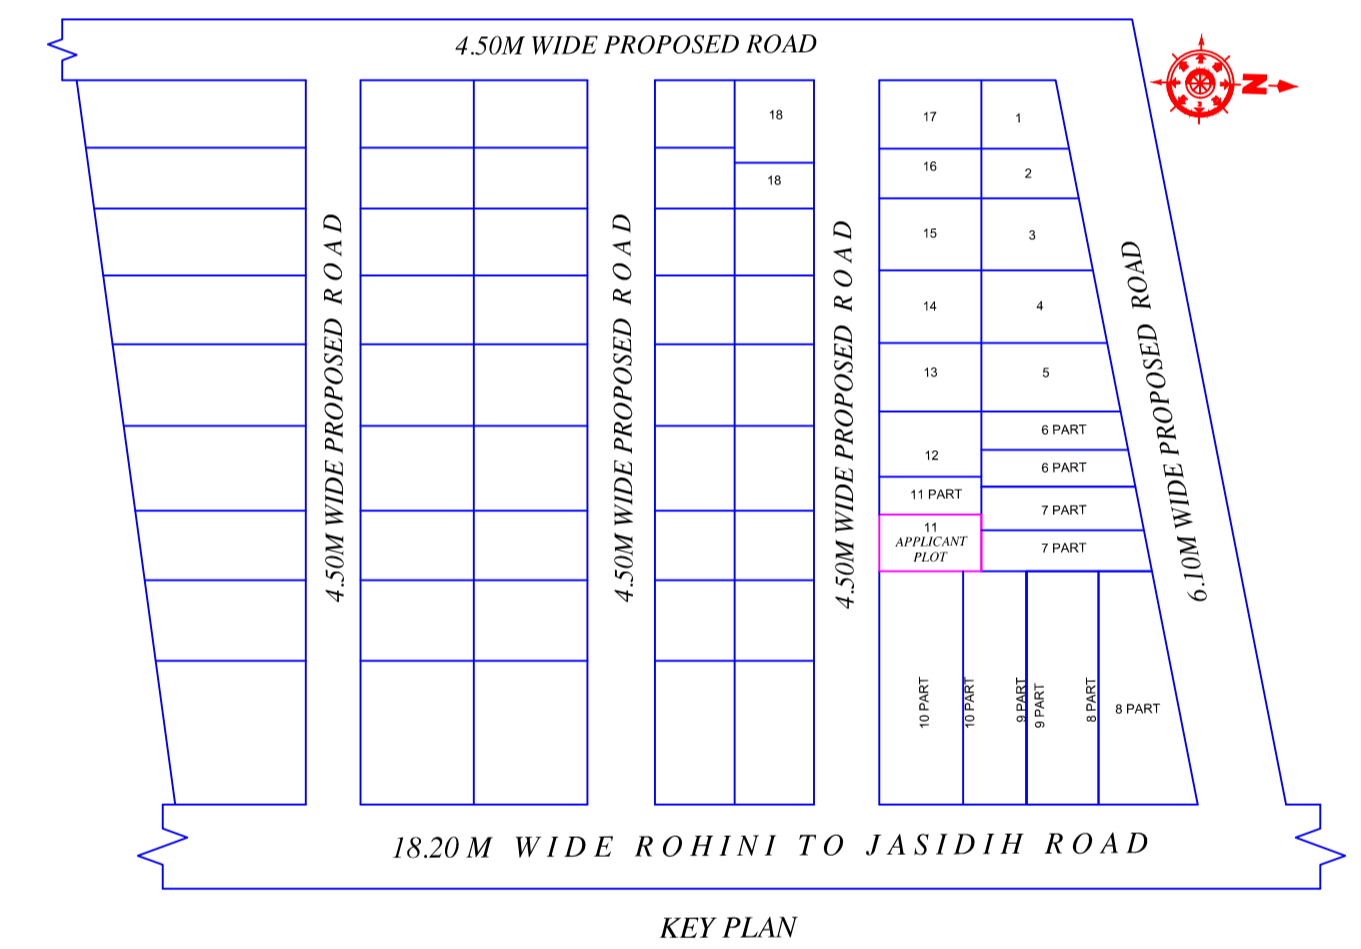 4.50M WIDE PROPOSED ROAD
N
18
18
17
1
16
2
15
3
14
4
13
5
12
6 PART
6 PART
11 PART
7 PART
11
APPLICANT
PLOT
7 PART
4.50M WIDE PROPOSED ROAD
4.50M WIDE PROPOSED ROAD
4.50M WIDE PROPOSED ROAD
6.10M WIDE PROPOSED ROAD
10 PART
10 PART
9 PART
9 PART
8 PART
8 PART
18.20 M WIDE ROHINI TO JASIDIH ROAD
KEY PLAN